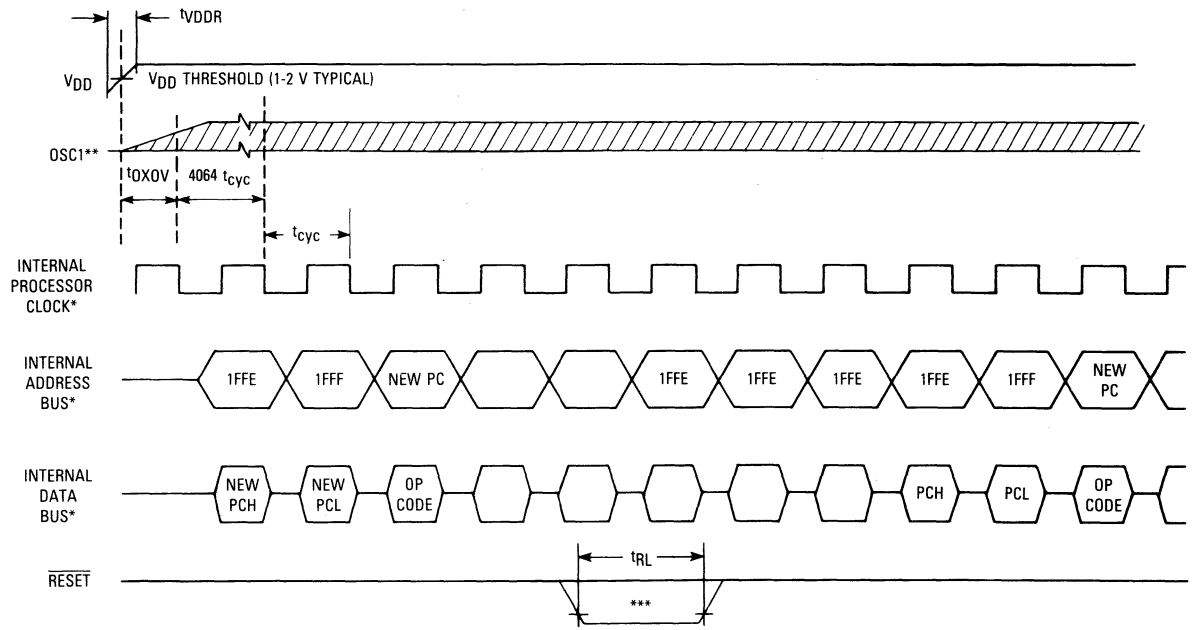 tVDDR
VDD
VDD THRESHOLD (1-2 V TYPICAL)
OSC1**
tOXOV
4064 tcyc
tcyc
INTERNAL
PROCESSOR
CLOCK*
INTERNAL
ADDRESS
BUS*
1FFE
1FFF
NEW PC
1FFE
1FFE
1FFE
1FFE
1FFF
NEW
PC
INTERNAL
DATA
BUS*
NEW
PCH
NEW
PCL
OP
CODE
PCH
PCL
OP
CODE
tRL
RESET
***